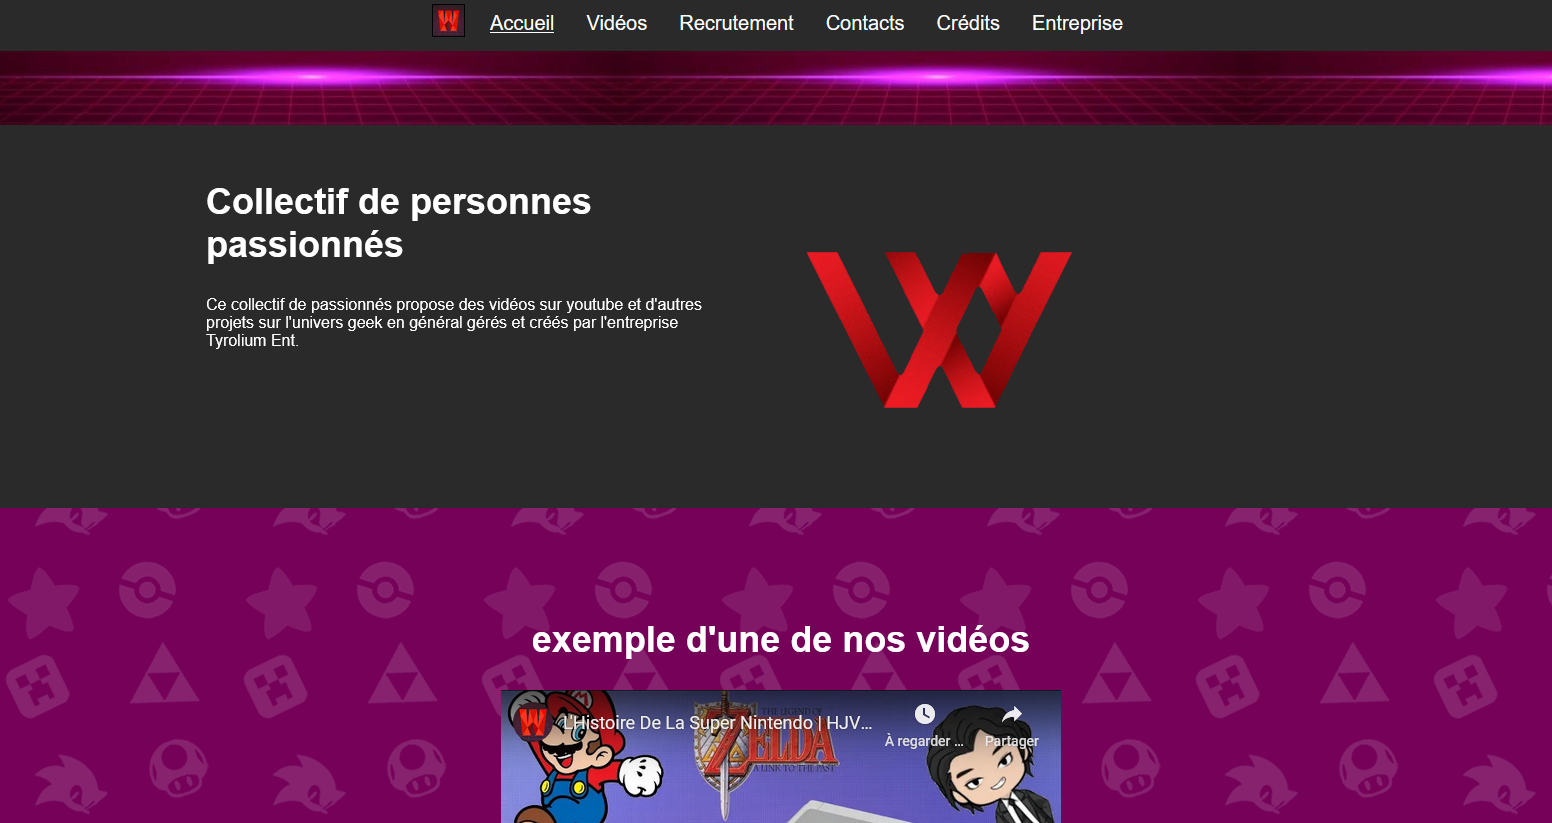 Accueil Vidéos Recrutement Contacts Crédits Entreprise
Collectif de personnes
passionnés
Ce collectif de passionnés propose des vidéos sur youtube et d'autres
projets sur l'univers geek en général gérés et créés par l'entreprise
Tyrolium Ent.
exemple d'une de nos vidéos
L'Histoire De La Super Nintendo | HJV...
À regarder ...
Partager
THE LEGEND OF
ZELDA
A LINK TO THE PAST